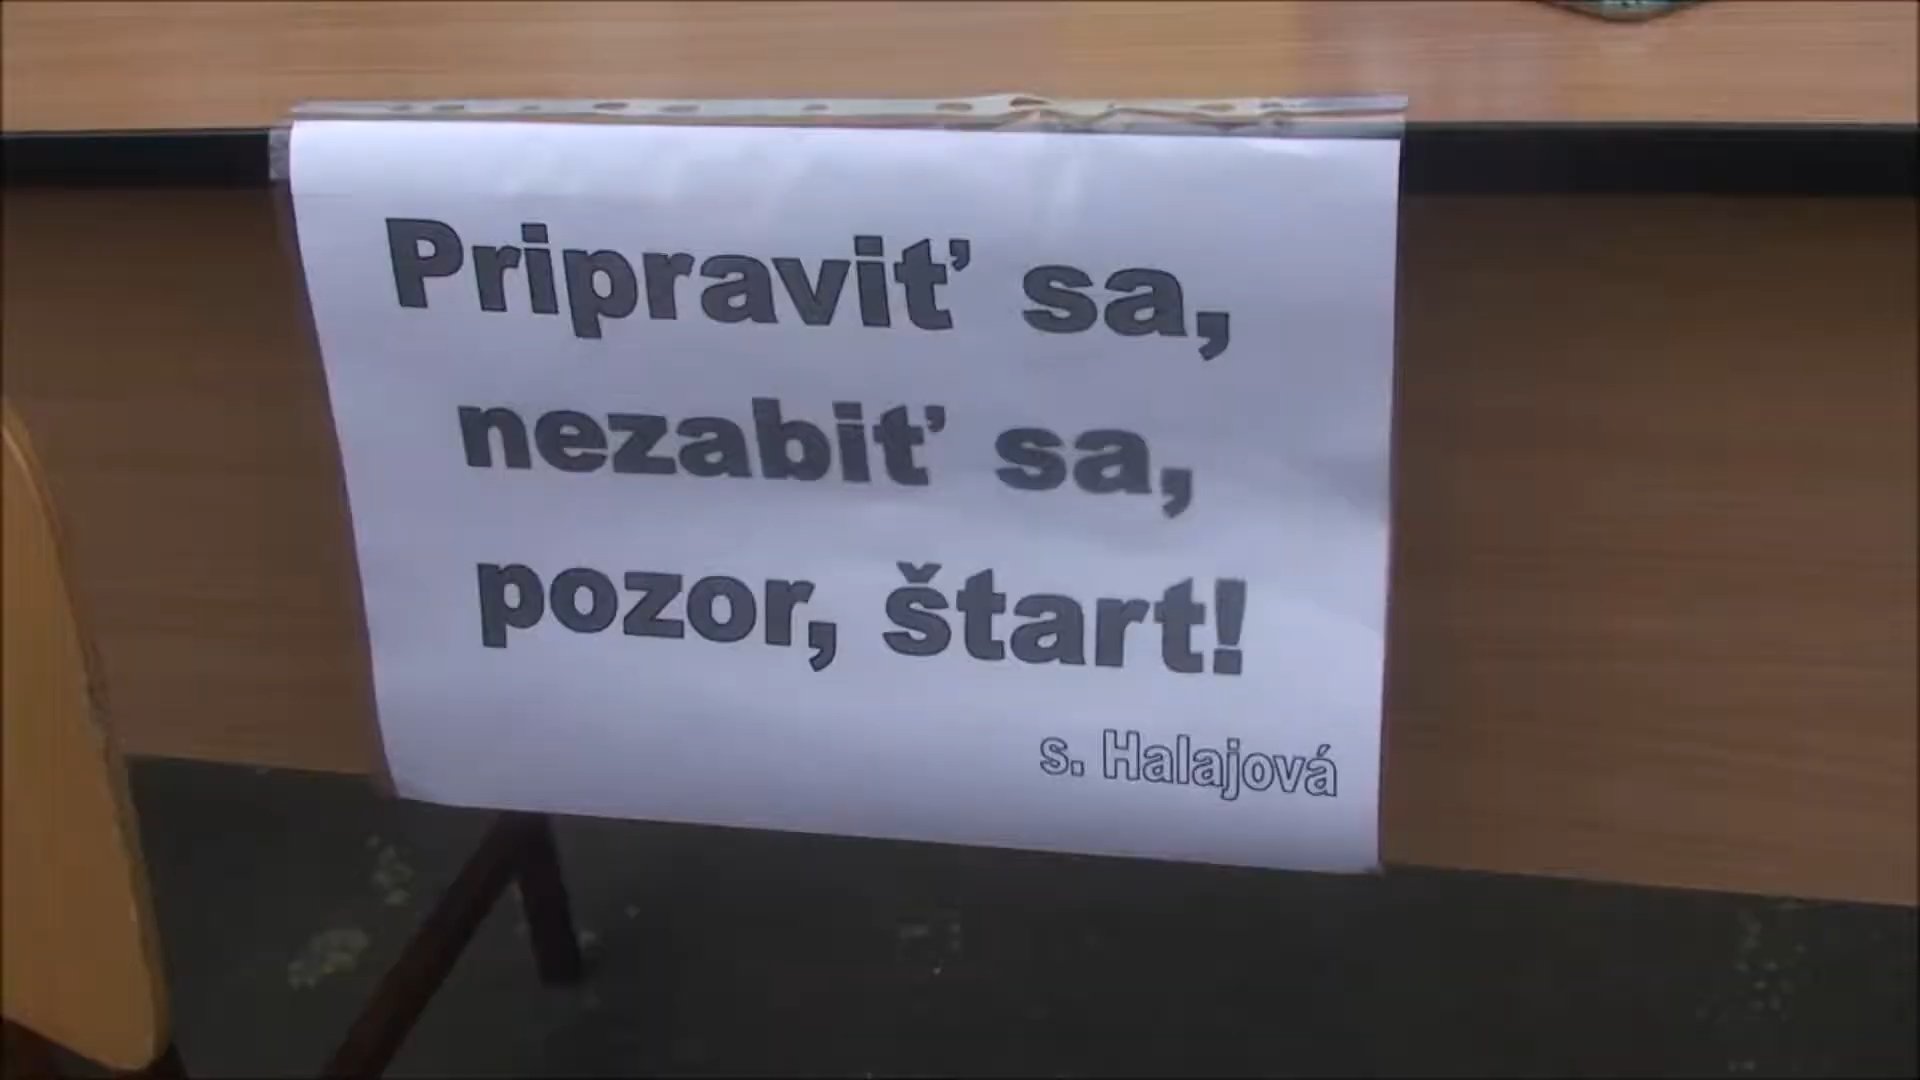 Pripraviť sa,
nezabiť sa,
pozor, štart!
s. Halajová